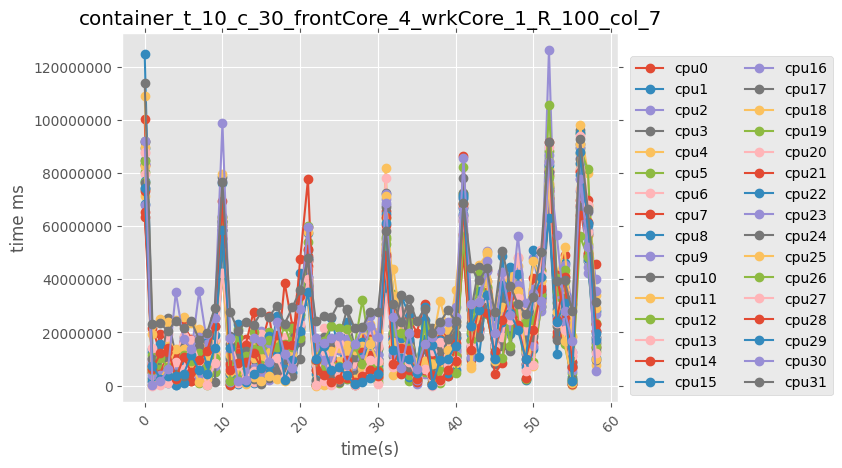 container_t_10_c_30_frontCore_4_wrkCore_1_R_100_col_7
time ms
120000000
100000000
80000000
60000000
40000000
20000000
0
0
10
20
30
40
50
60
time(s)
cpu0
cpu1
cpu2
cpu3
cpu4
cpu5
cpu6
cpu7
cpu8
cpu9
cpu10
cpu11
cpu12
cpu13
cpu14
cpu15
cpu16
cpu17
cpu18
cpu19
cpu20
cpu21
cpu22
cpu23
cpu24
cpu25
cpu26
cpu27
cpu28
cpu29
cpu30
cpu31